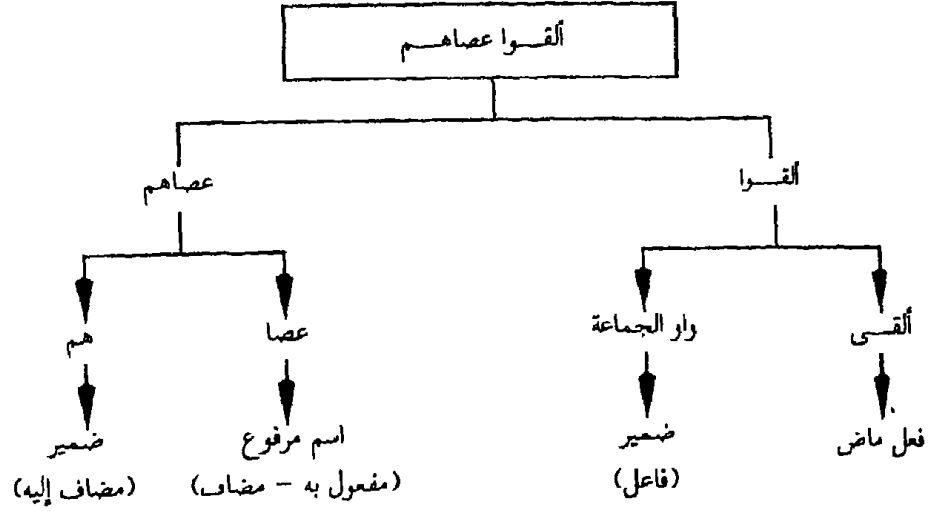 ألقــوا عصاهــم
ألقــوا
عصاهم
ألقــى
واو الجماعة
عصا
هم
فعل ماض
ضمير
(فاعل)
اسم مرفوع
(مفعول به – مضاف)
ضمير
(مضاف إليه)